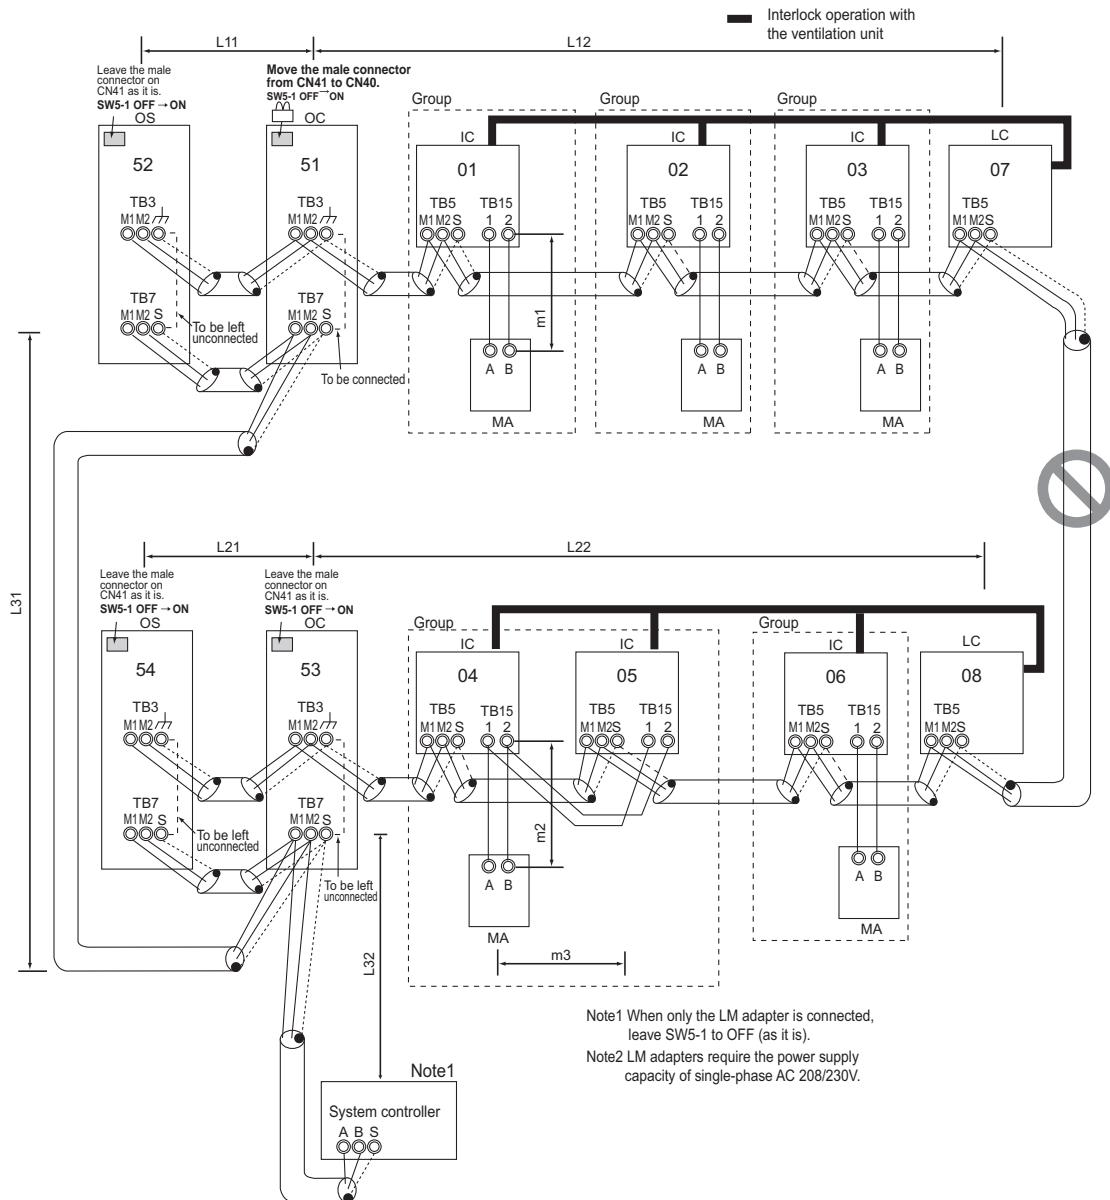 Interlock operation with
the ventilation unit
L11
L12
Leave the male
connector on
CN41 as it is.
SW5-1 OFF → ON
OS
Move the male connector
from CN41 to CN40.
SW5-1 OFF → ON
OC
Group
Group
Group
IC
IC
IC
LC
52
51
01
02
03
07
TB3
TB3
TB5
TB15
TB5
TB15
TB5
TB15
TB5
M1 M2
M1 M2
M1 M2 S
1 2
M1 M2 S
1 2
M1 M2 S
1 2
M1 M2 S
TB7
M1 M2 S
TB7
M1 M2 S
To be left
unconnected
To be connected
m1
A B
A B
A B
MA
MA
MA
L31
L21
L22
Leave the male
connector on
CN41 as it is.
SW5-1 OFF → ON
OS
Leave the male
connector on
CN41 as it is.
SW5-1 OFF → ON
OC
Group
Group
IC
IC
IC
LC
54
53
04
05
06
08
TB3
TB3
TB5
TB15
TB5
TB15
TB5
TB15
TB5
M1 M2
M1 M2
M1 M2 S
1 2
M1 M2S
1 2
M1 M2S
1 2
M1 M2S
TB7
M1 M2 S
TB7
M1 M2 S
To be left
unconnected
To be left
unconnected
m2
A B
A B
MA
MA
m3
L32
Note1 When only the LM adapter is connected,
leave SW5-1 to OFF (as it is).
Note2 LM adapters require the power supply
capacity of single-phase AC 208/230V.
Note1
System controller
A B S